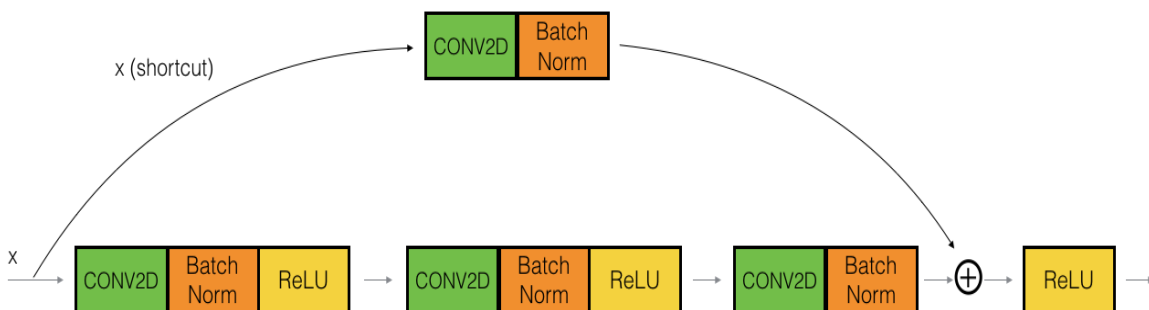 CONV2D
Batch
Norm
x (shortcut)
x
CONV2D
Batch
Norm
ReLU
CONV2D
Batch
Norm
ReLU
CONV2D
Batch
Norm
ReLU